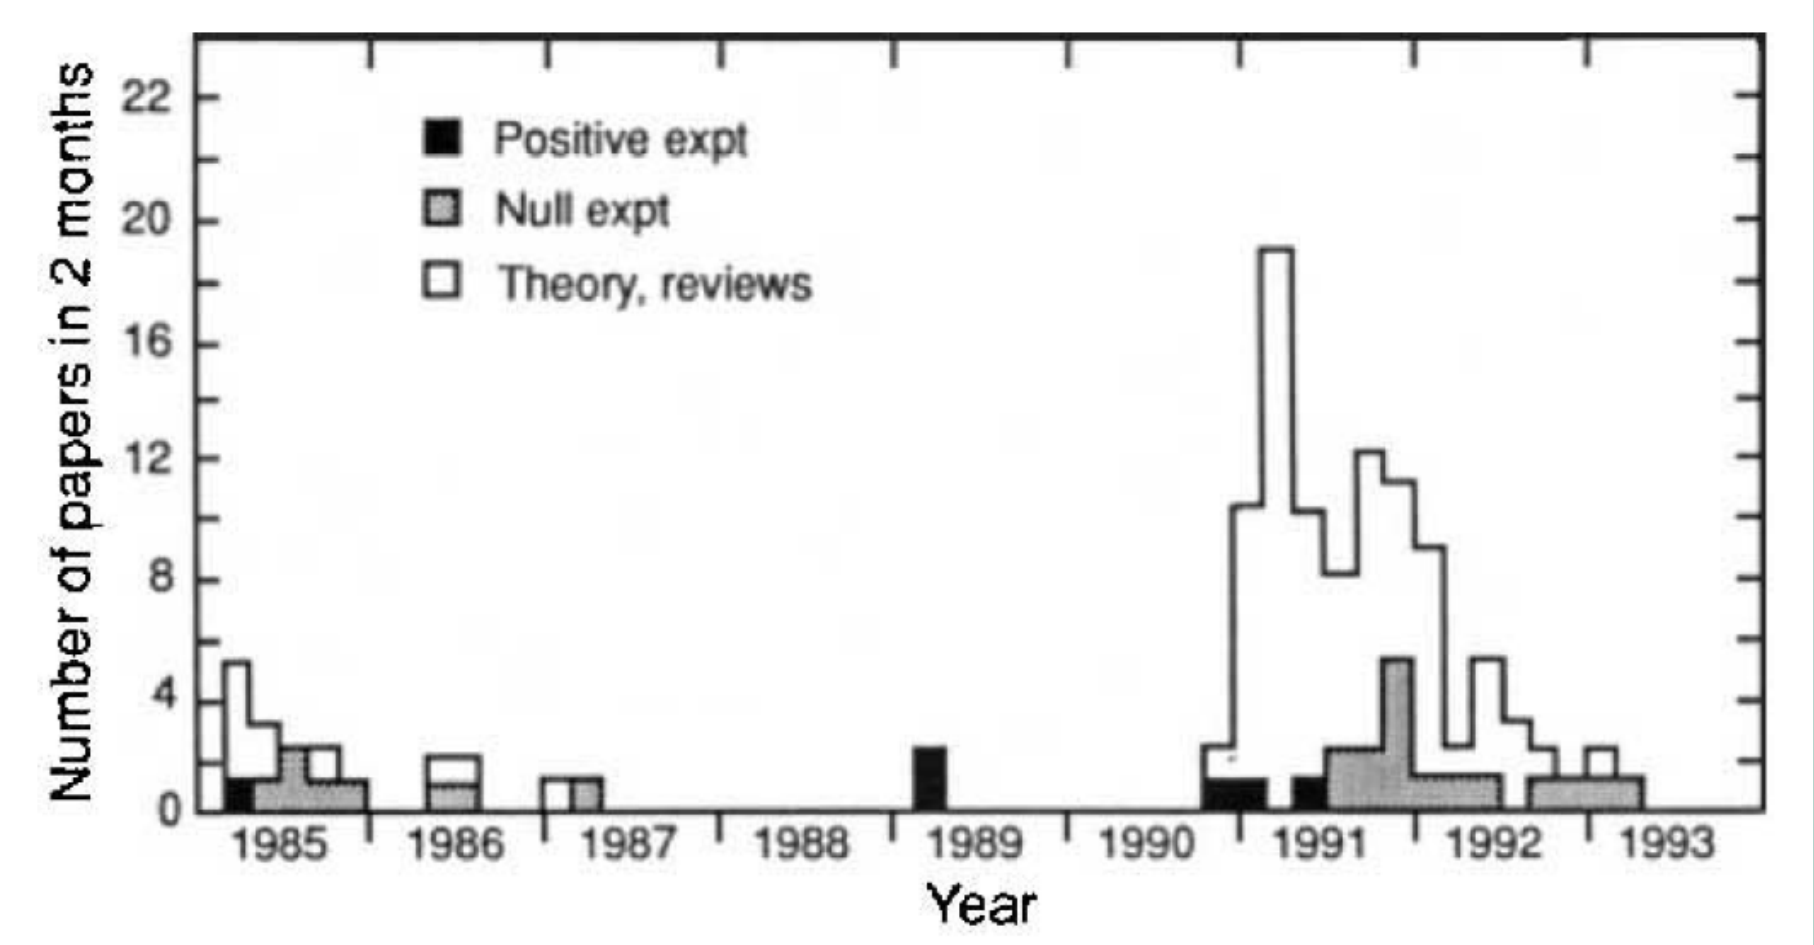 Number of papers in 2 months
22
20
16
12
8
4
0
Positive expt
Null expt
Theory, reviews
1985 1986 1987 1988 1989 1990 1991 1992 1993
Year